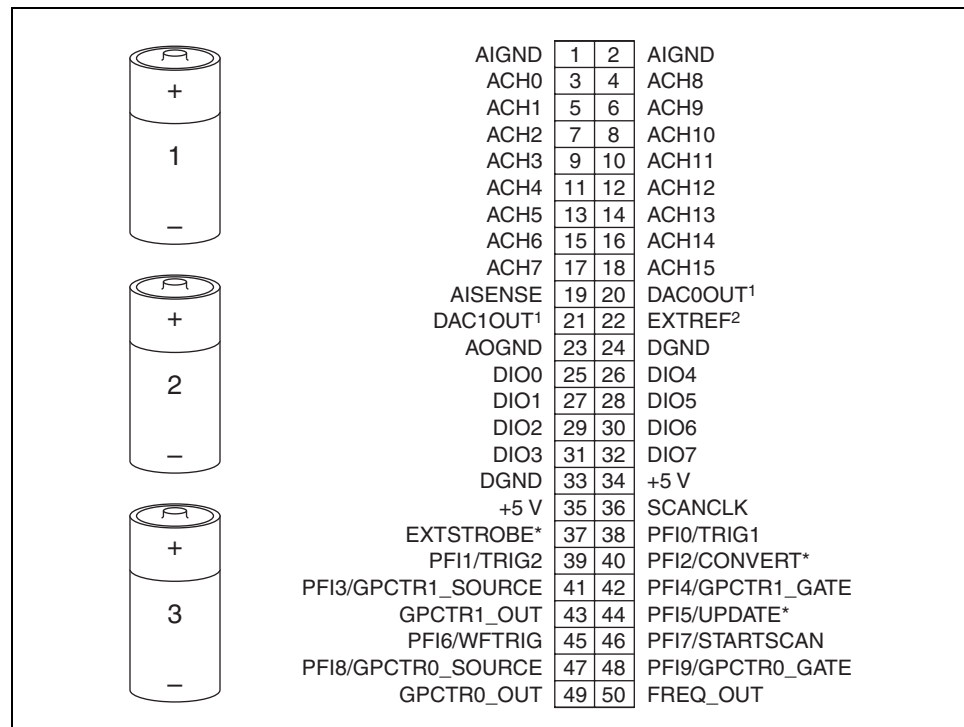 +
1
–
+
2
–
+
3
–
AIGND 1 2 AIGND
ACH0 3 4 ACH8
ACH1 5 6 ACH9
ACH2 7 8 ACH10
ACH3 9 10 ACH11
ACH4 11 12 ACH12
ACH5 13 14 ACH13
ACH6 15 16 ACH14
ACH7 17 18 ACH15
AISENSE 19 20 DAC0OUT¹
DAC1OUT¹ 21 22 EXTREF²
AOGND 23 24 DGND
DIO0 25 26 DIO4
DIO1 27 28 DIO5
DIO2 29 30 DIO6
DIO3 31 32 DIO7
DGND 33 34 +5 V
+5 V 35 36 SCANCLK
EXTSTROBE* 37 38 PFI0/TRIG1
PFI1/TRIG2 39 40 PFI2/CONVERT*
PFI3/GPCTR1_SOURCE 41 42 PFI4/GPCTR1_GATE
GPCTR1_OUT 43 44 PFI5/UPDATE*
PFI6/WFTRIG 45 46 PFI7/STARTSCAN
PFI8/GPCTR0_SOURCE 47 48 PFI9/GPCTR0_GATE
GPCTR0_OUT 49 50 FREQ_OUT